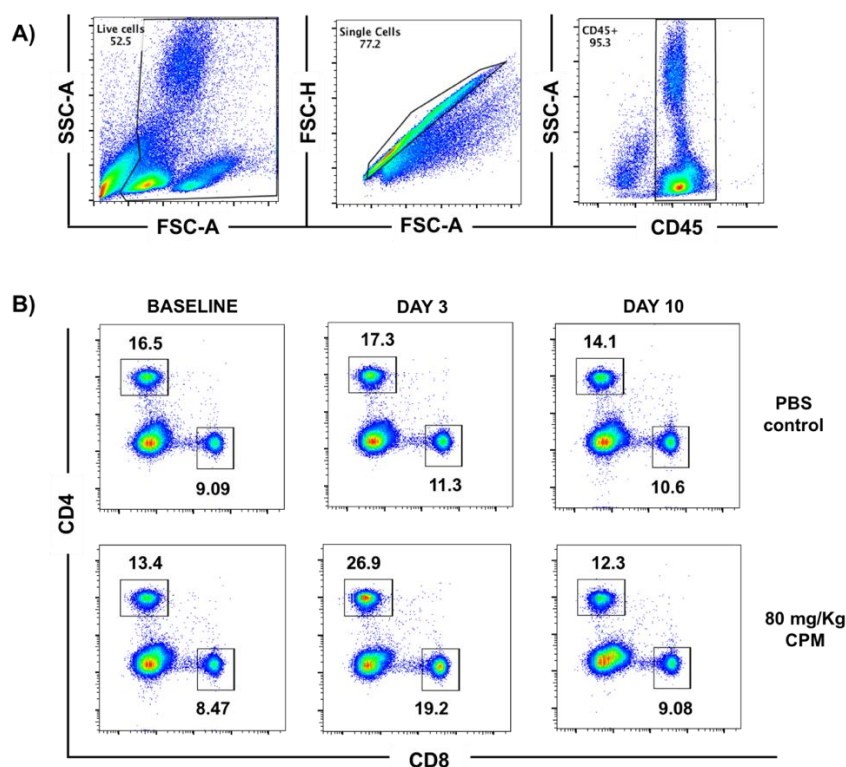 A)
Live cells
52.5
SSC-A
FSC-A
Single Cells
77.2
FSC-H
FSC-A
CD45+
95.3
SSC-A
CD45
B)
BASELINE
DAY 3
DAY 10
16.5
17.3
14.1
PBS
control
9.09
11.3
10.6
CD4
13.4
26.9
12.3
80 mg/Kg
CPM
8.47
19.2
9.08
CD8